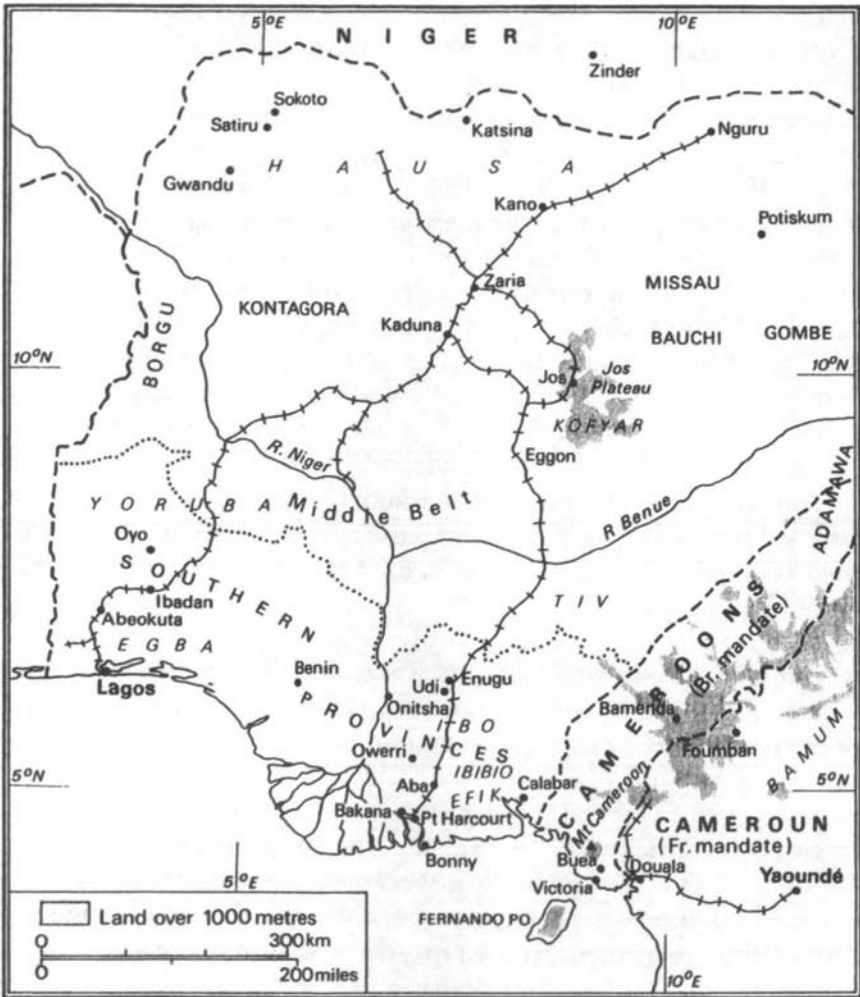 5°E
10°E
NIGER
Zinder
Sokoto
Satiru
Katsina
Nguru
HAUSA
Gwandu
Kano
Potiskum
Zaria
MISSAU
KONTAGORA
Kaduna
BAUCHI
GOMBE
BORGU
10°N
10°N
Jos
Jos
Plateau
KOFYAR
R. Niger
Eggon
ADAMAWA
YORUBA
Middle Belt
R Benue
Oyo
SOUTHERN
PROVINCES
TIV
Ibadan
Abeokuta
EGBA
Lagos
Benin
Enugu
Udi
Onitsha
IBO
CAMEROONS
(Br. mandate)
Bamenda
Foumban
BAMUM
Owerri
IBIBIO
5°N
5°N
Aba
EFIK
Calabar
Bakana
Pt Harcourt
Bonny
Mt Cameroon
CAMEROUN
(Fr. mandate)
Buea
Douala
Yaoundé
Victoria
5°E
FERNANDO PO
10°E
Land over 1000 metres
0
300km
0
200miles